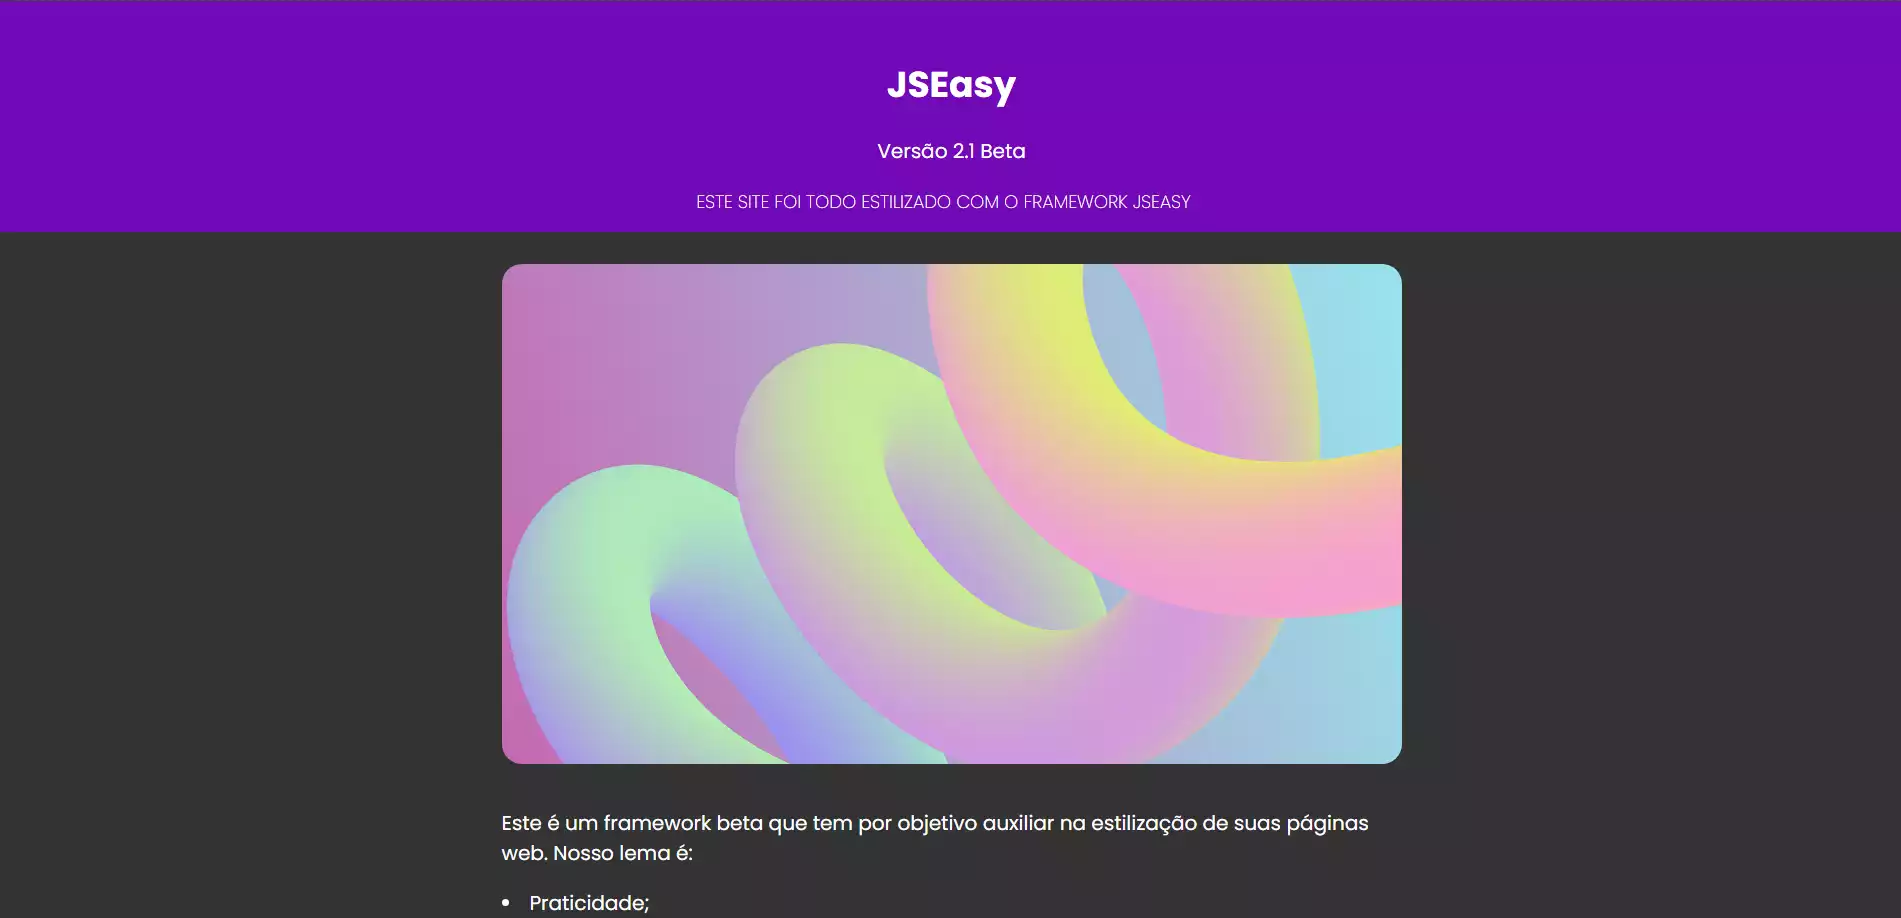 JSEasy
Versão 2.1 Beta
ESTE SITE FOI TODO ESTILIZADO COM O FRAMEWORK JSEASY
Este é um framework beta que tem por objetivo auxiliar na estilização de suas páginas
web. Nosso lema é:
• Praticidade;